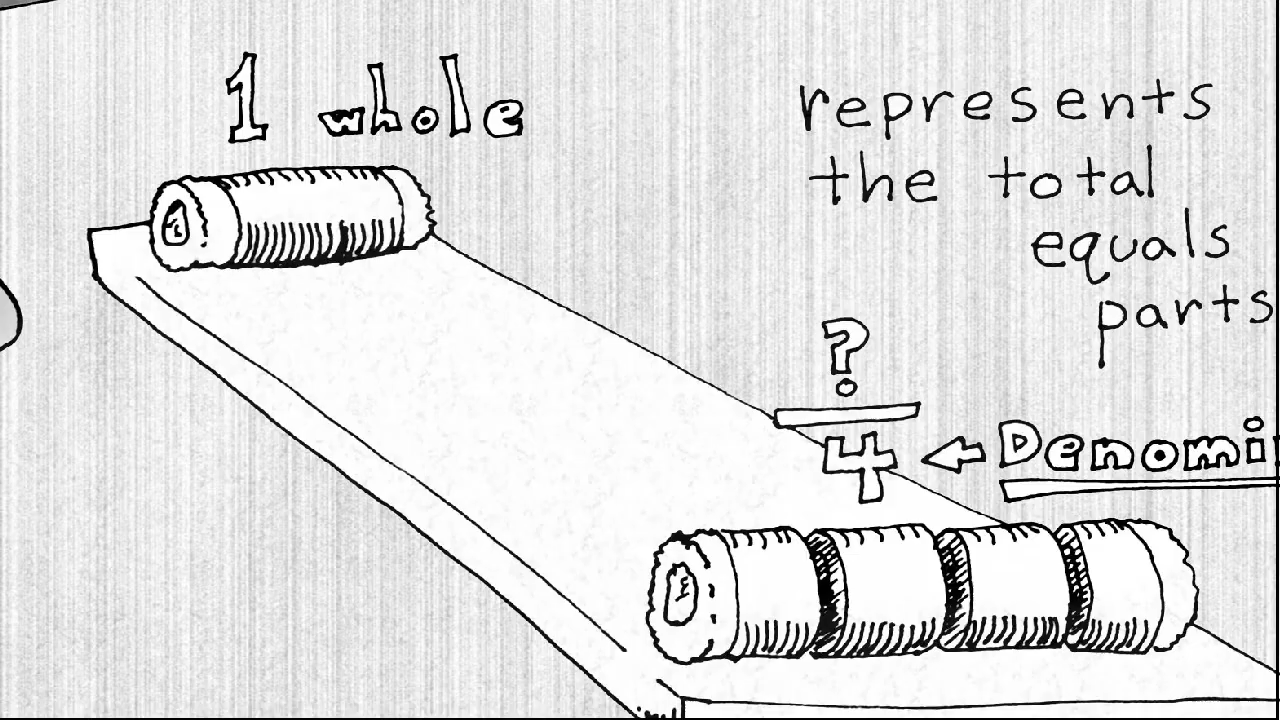 1 whole
represents
the total
equals
parts
?
4 ← Denomi